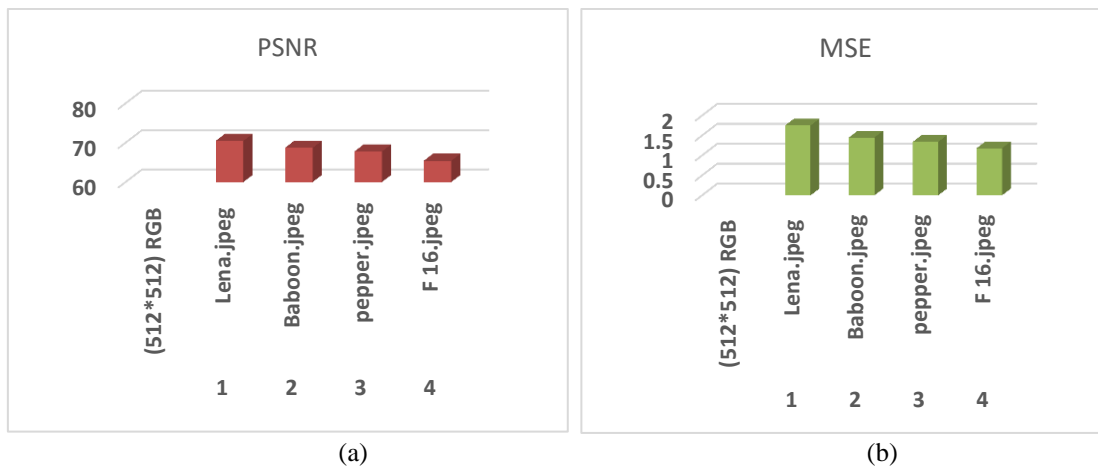 PSNR
80
70
60
(512*512) RGB
Lena.jpeg
Baboon.jpeg
pepper.jpeg
F 16.jpeg
1 2 3 4
(a)
MSE
2
1.5
1
0.5
0
(512*512) RGB
Lena.jpeg
Baboon.jpeg
pepper.jpeg
F 16.jpeg
1 2 3 4
(b)